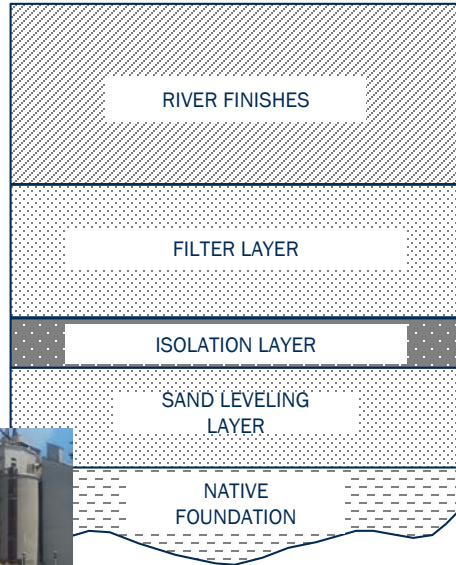 RIVER FINISHES
FILTER LAYER
ISOLATION LAYER
SAND LEVELING
LAYER
NATIVE
FOUNDATION